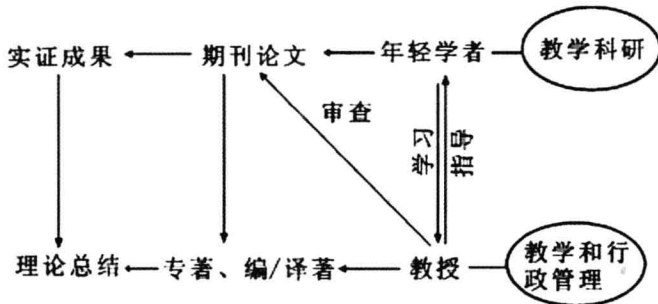 实证成果
期刊论文
年轻学者
教学科研
审查
学习
指导
理论总结
专著、编/译著
教授
教学和行
政管理